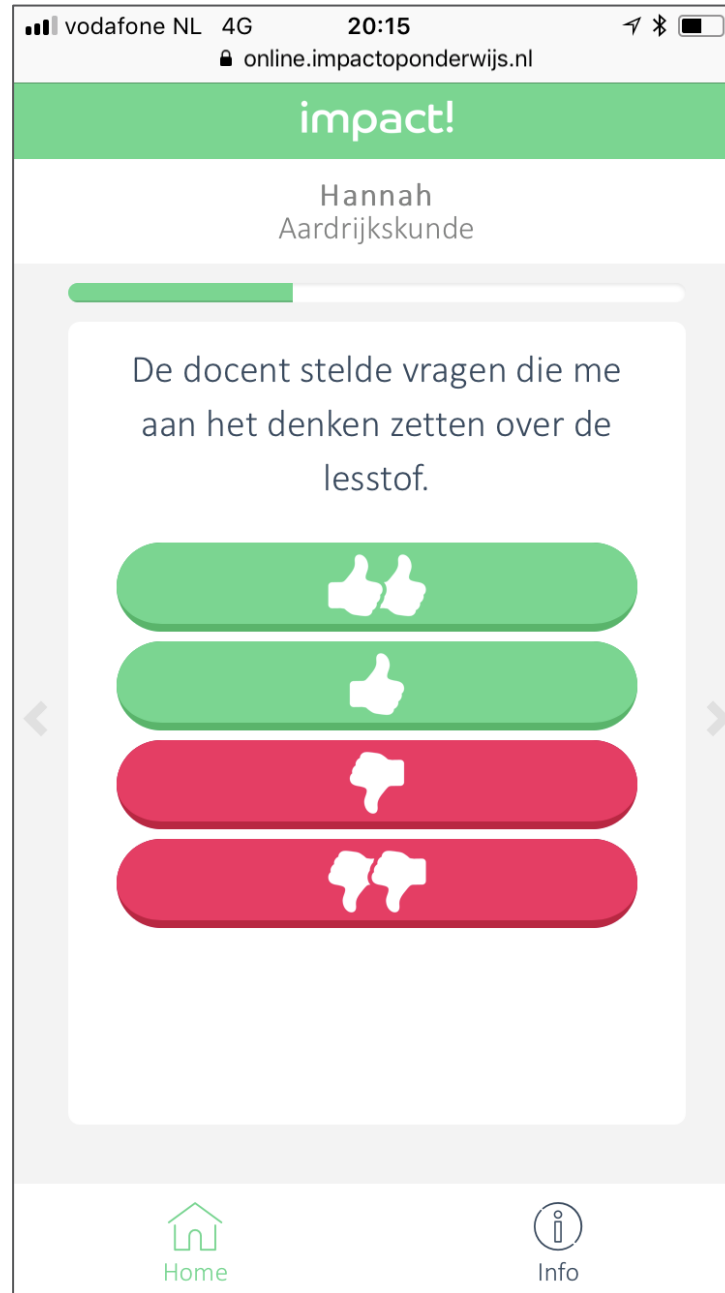 vodafone NL 4G 20:15
online.impactoponderwijs.nl
impact!
Hannah
Aardrijkskunde
De docent stelde vragen die me
aan het denken zetten over de
lesstof.
Home Info